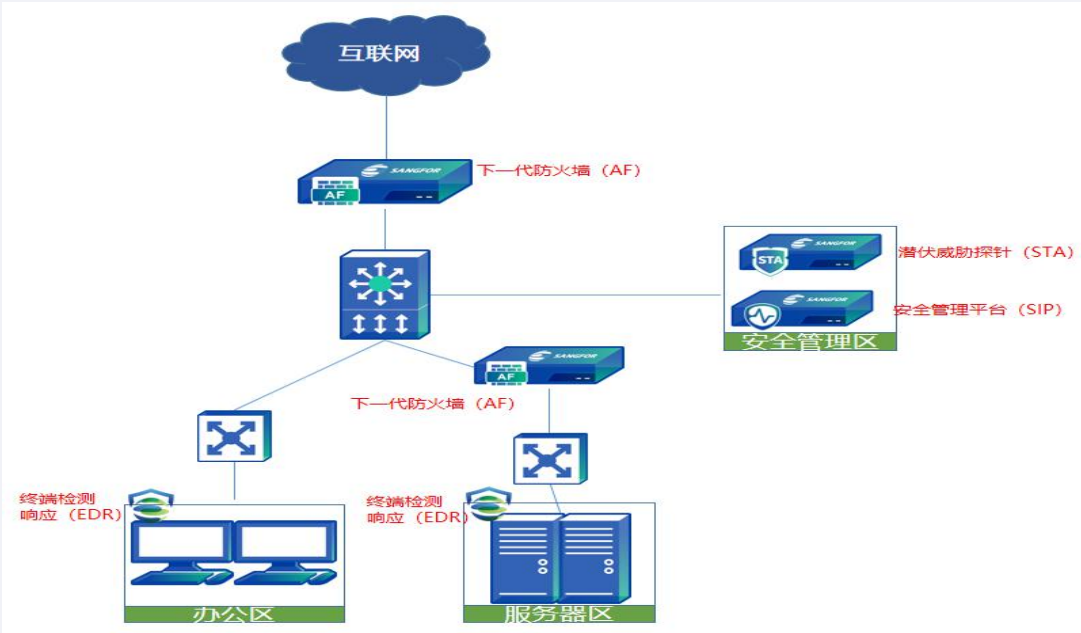 互联网
SANGFOR
AF
下一代防火墙（AF）
SANGFOR
STA
潜伏威胁探针（STA）
SANGFOR
安全管理平台（SIP）
安全管理区
SANGFOR
AF
下一代防火墙（AF）
终端检测
响应（EDR）
终端检测
响应（EDR）
办公区
服务器区